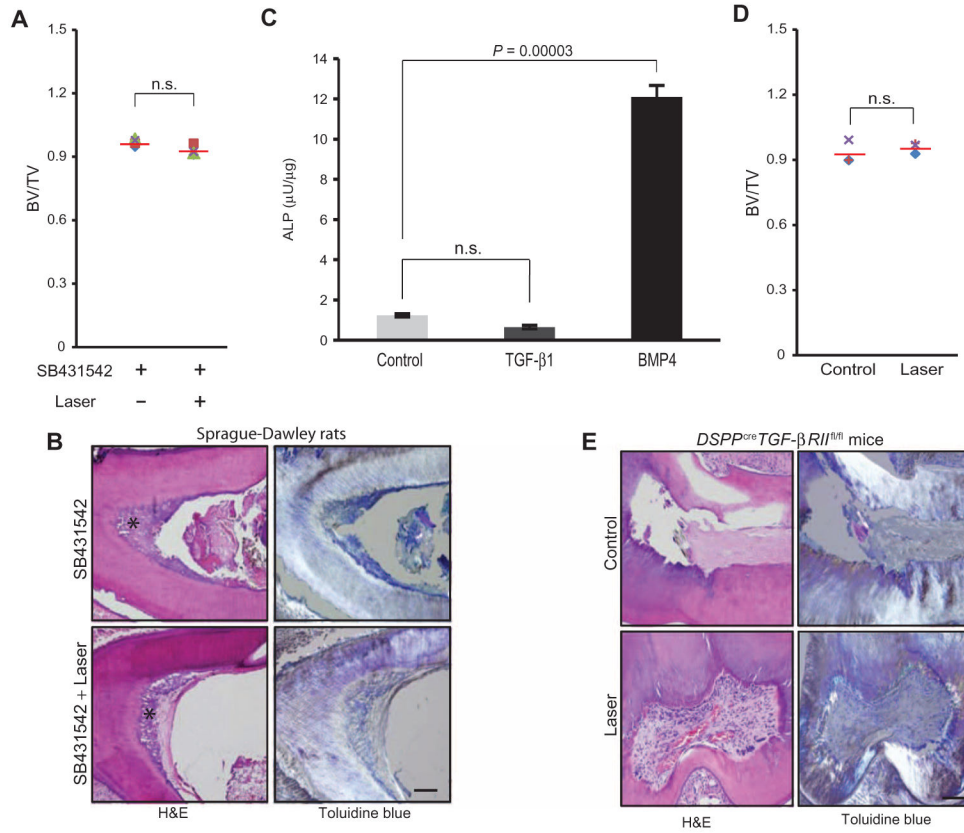 A
1.5
1.2
0.9
0.6
0.3
0
BV/TV
n.s.
SB431542 + +
Laser – +
C
P = 0.00003
14
12
10
8
6
4
2
0
ALP (μU/μg)
n.s.
Control TGF-β1 BMP4
D
1.5
1.2
0.9
0.6
0.3
0
BV/TV
n.s.
Control Laser
B
Sprague-Dawley rats
SB431542
*
SB431542 + Laser
*
H&E Toluidine blue
E
DSPPcreTGF-βRIIfl/fl mice
Control
Laser
H&E Toluidine blue